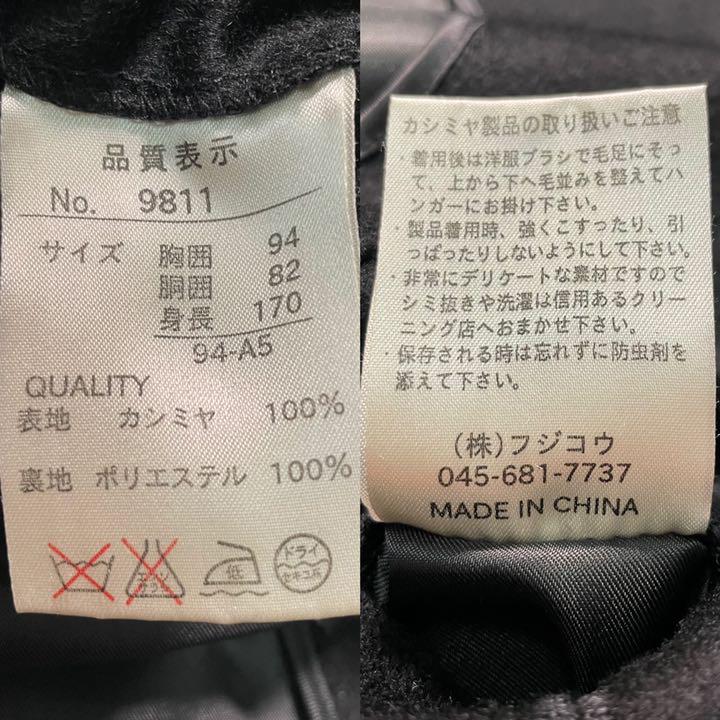 品質表示
No. 9811
サイズ 胸囲 94
胴囲 82
身長 170
94-A5
QUALITY
表地 カシミヤ 100%
裏地 ポリエステル 100%
エンソ
サラシ
低
ドライ
セキユ系
カシミヤ製品の取り扱いご注意
・着用後は洋服ブラシで毛足にそっ
て、上から下へ毛並みを整えてハ
ンガーにお掛け下さい。
・製品着用時、強くこすったり、引
っぱったりしないようにして下さい。
・非常にデリケートな素材ですので
シミ抜きや洗濯は信用あるクリー
ニング店へおまかせ下さい。
・保存される時は忘れずに防虫剤を
添えて下さい。
(株)フジコウ
045-681-7737
MADE IN CHINA